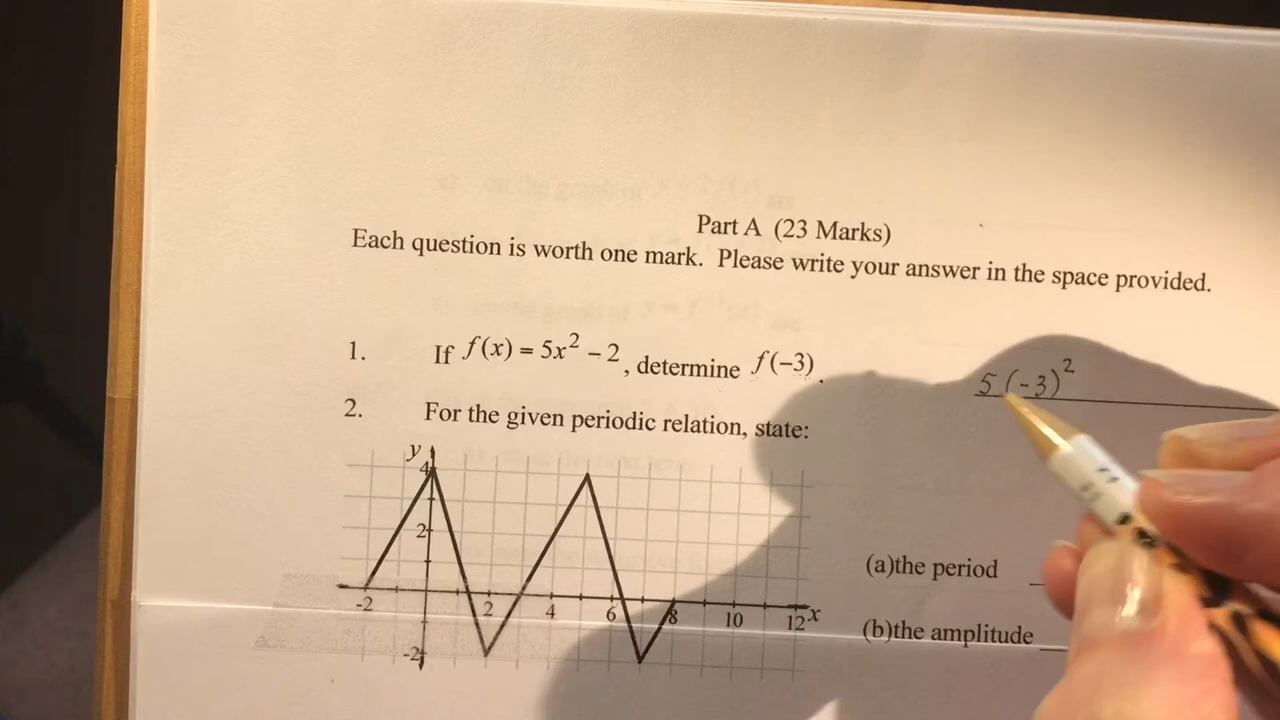 Part A (23 Marks)
Each question is worth one mark. Please write your answer in the space provided.
1. If f(x) = 5x² − 2, determine f(−3).
5(-3)²
2. For the given periodic relation, state:
y
4
2
-2 2 4 6 8 10 12 x
-2
(a)the period
(b)the amplitude